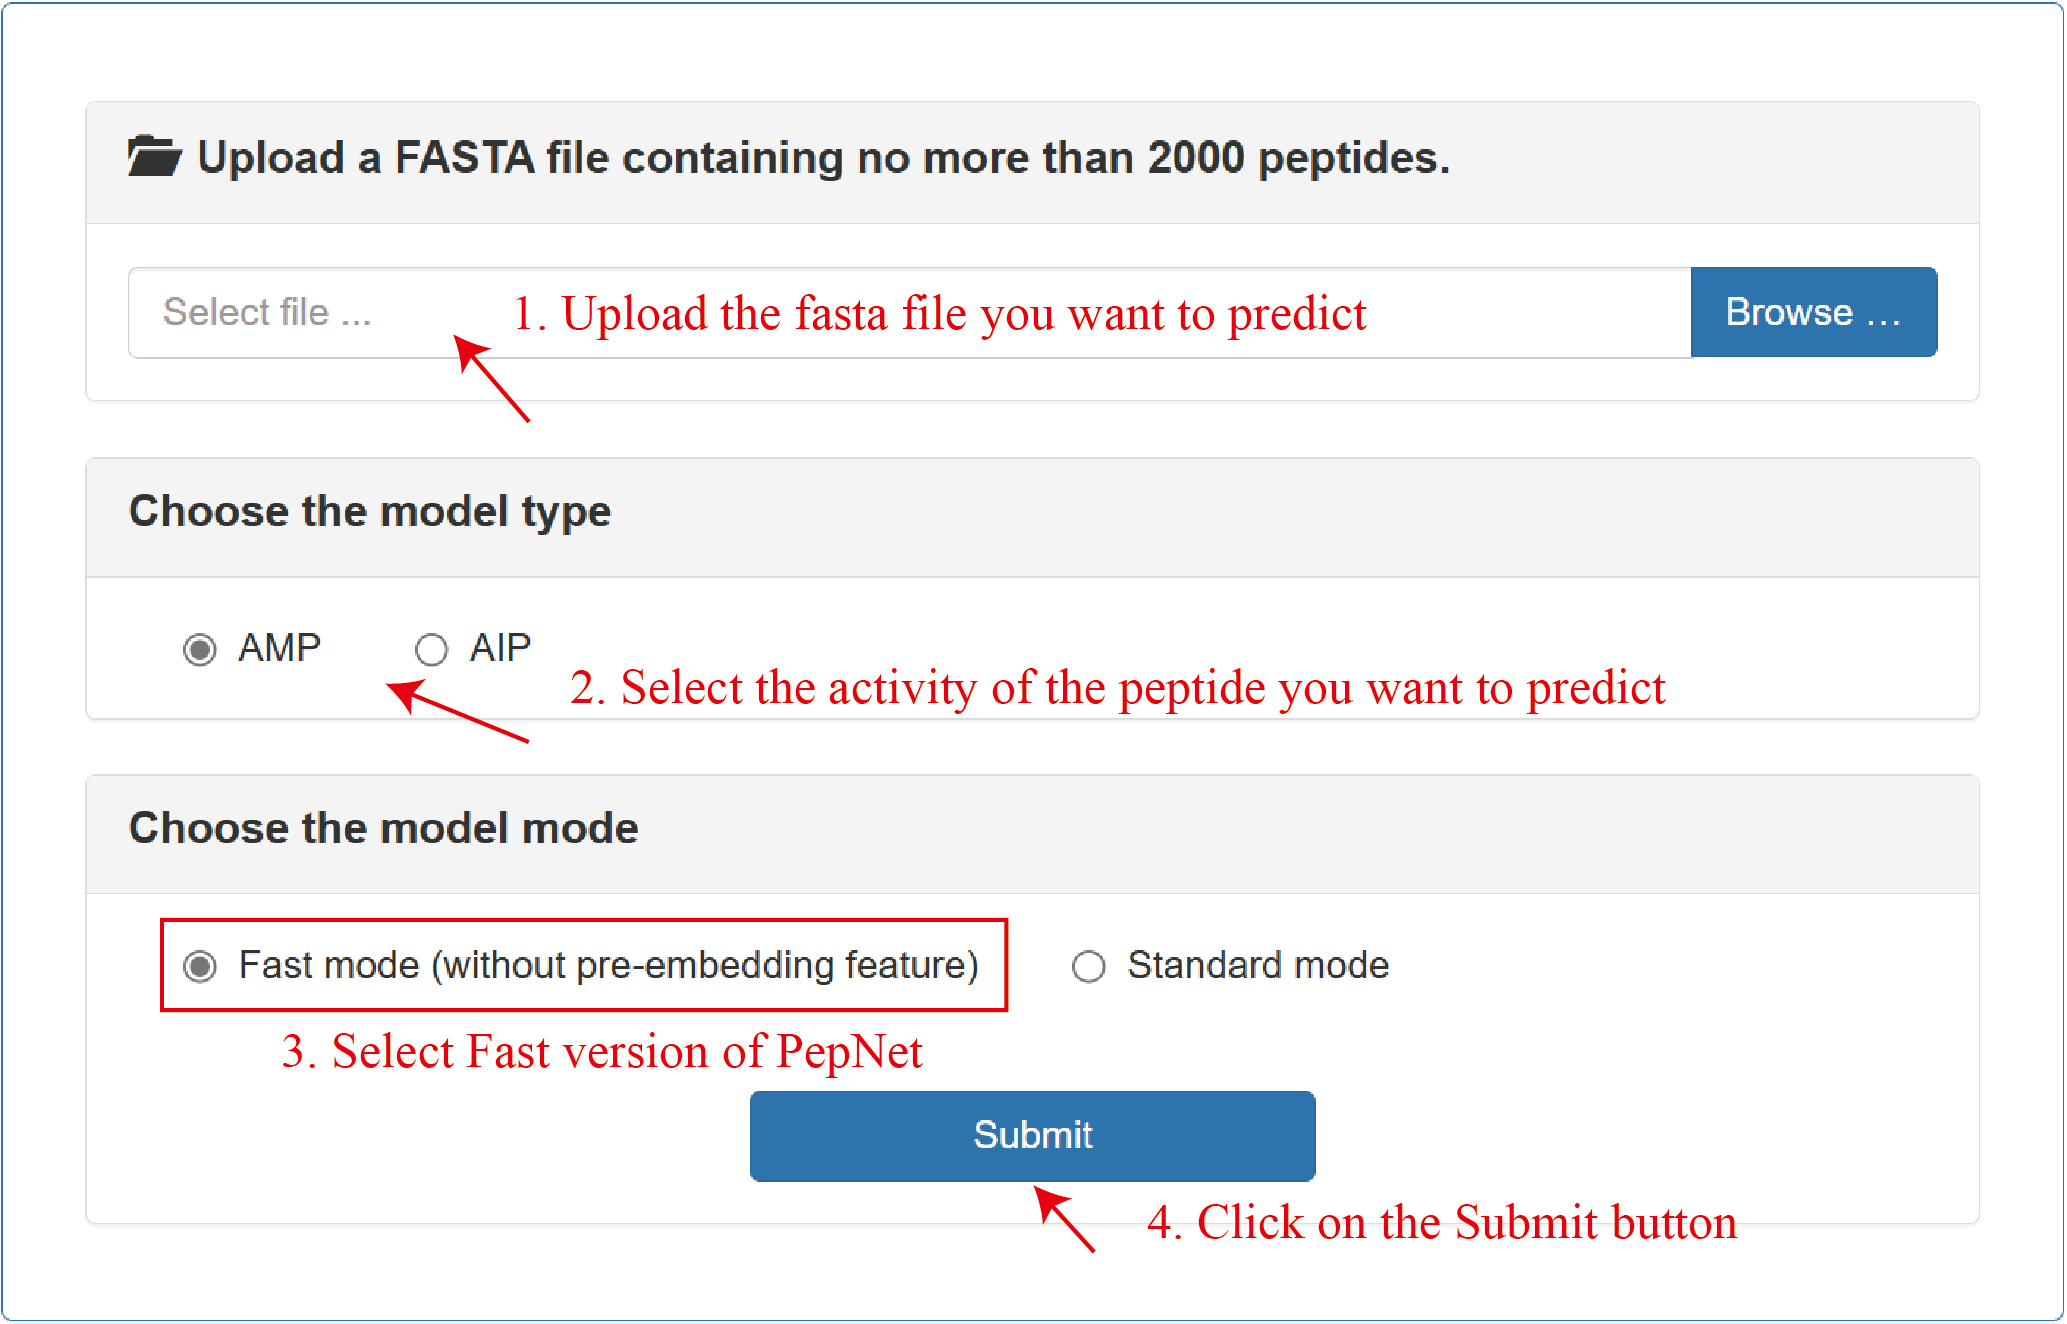 Upload a FASTA file containing no more than 2000 peptides.
Select file ...
1. Upload the fasta file you want to predict
Browse ...
Choose the model type
AMP
AIP
2. Select the activity of the peptide you want to predict
Choose the model mode
Fast mode (without pre-embedding feature)
Standard mode
3. Select Fast version of PepNet
Submit
4. Click on the Submit button